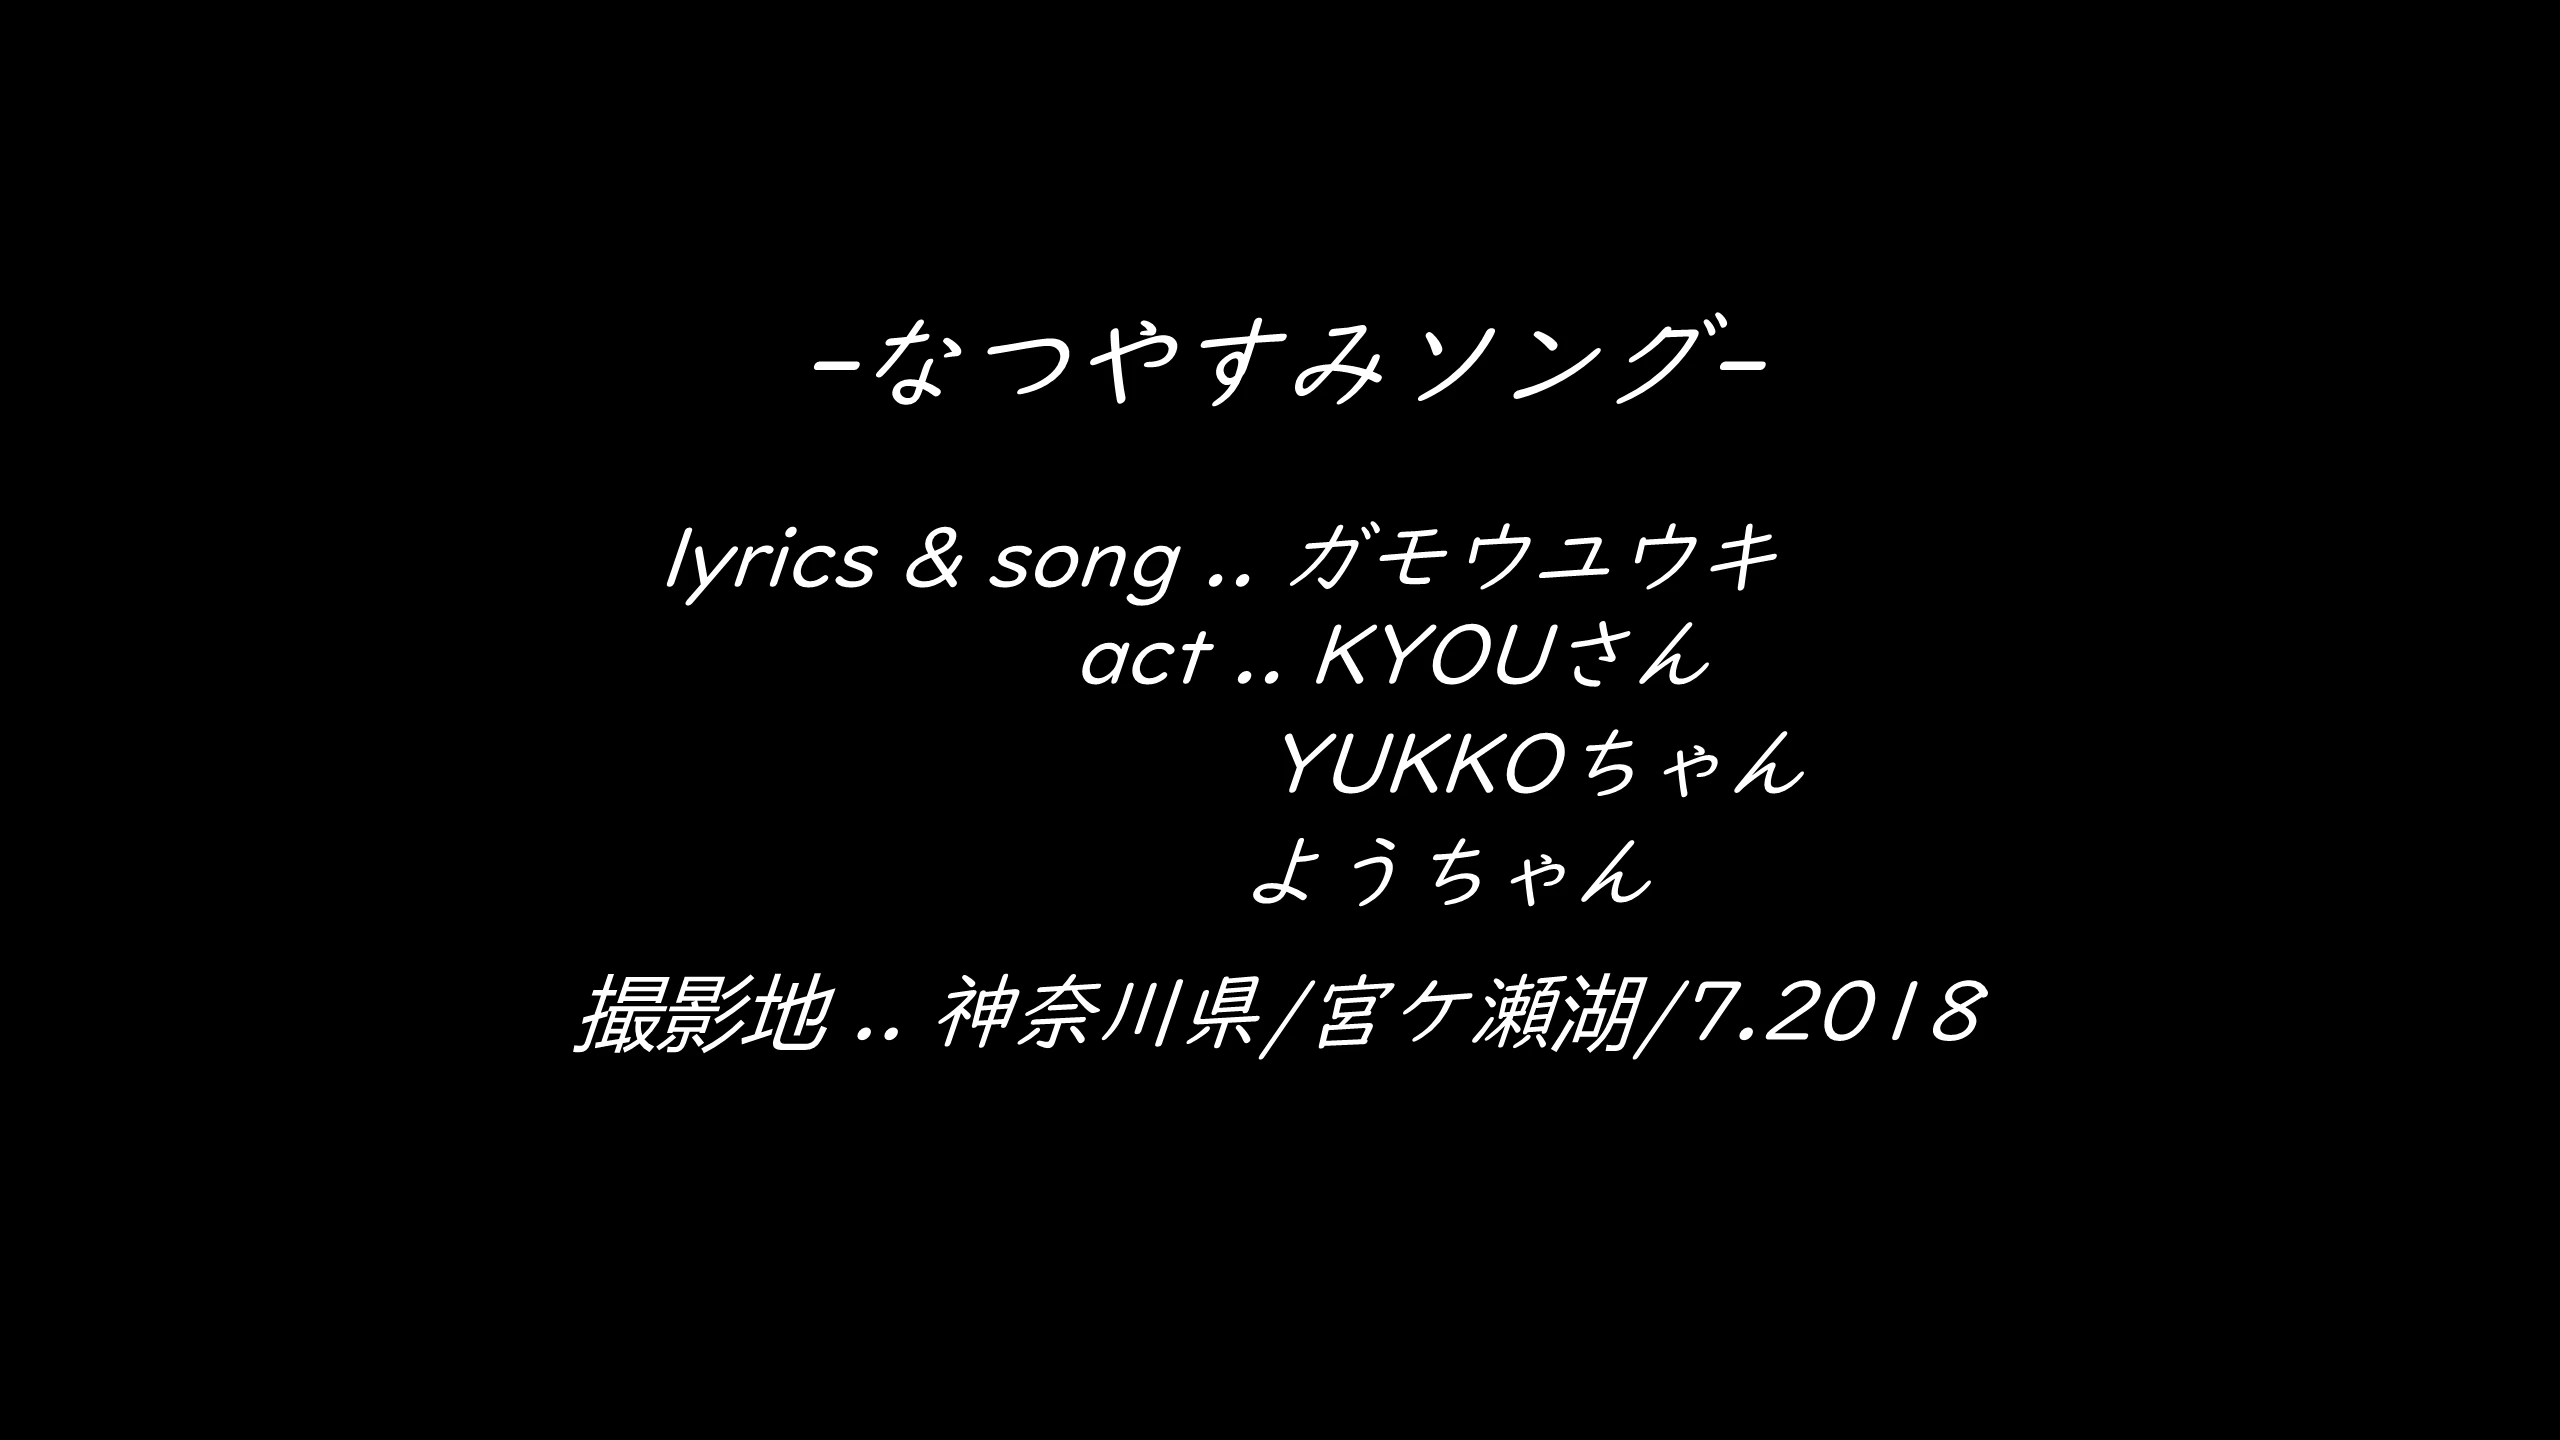 -なつやすみソング-
lyrics & song .. ガモウユウキ
act .. KYOUさん
YUKKOちゃん
ようちゃん
撮影地 .. 神奈川県/宮ケ瀬湖/7.2018